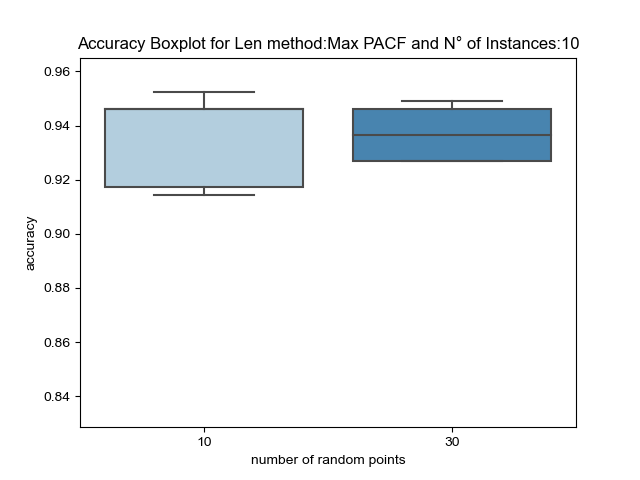 Accuracy Boxplot for Len method:Max PACF and N° of Instances:10
0.96
0.94
0.92
0.90
0.88
0.86
0.84
accuracy
10 30
number of random points